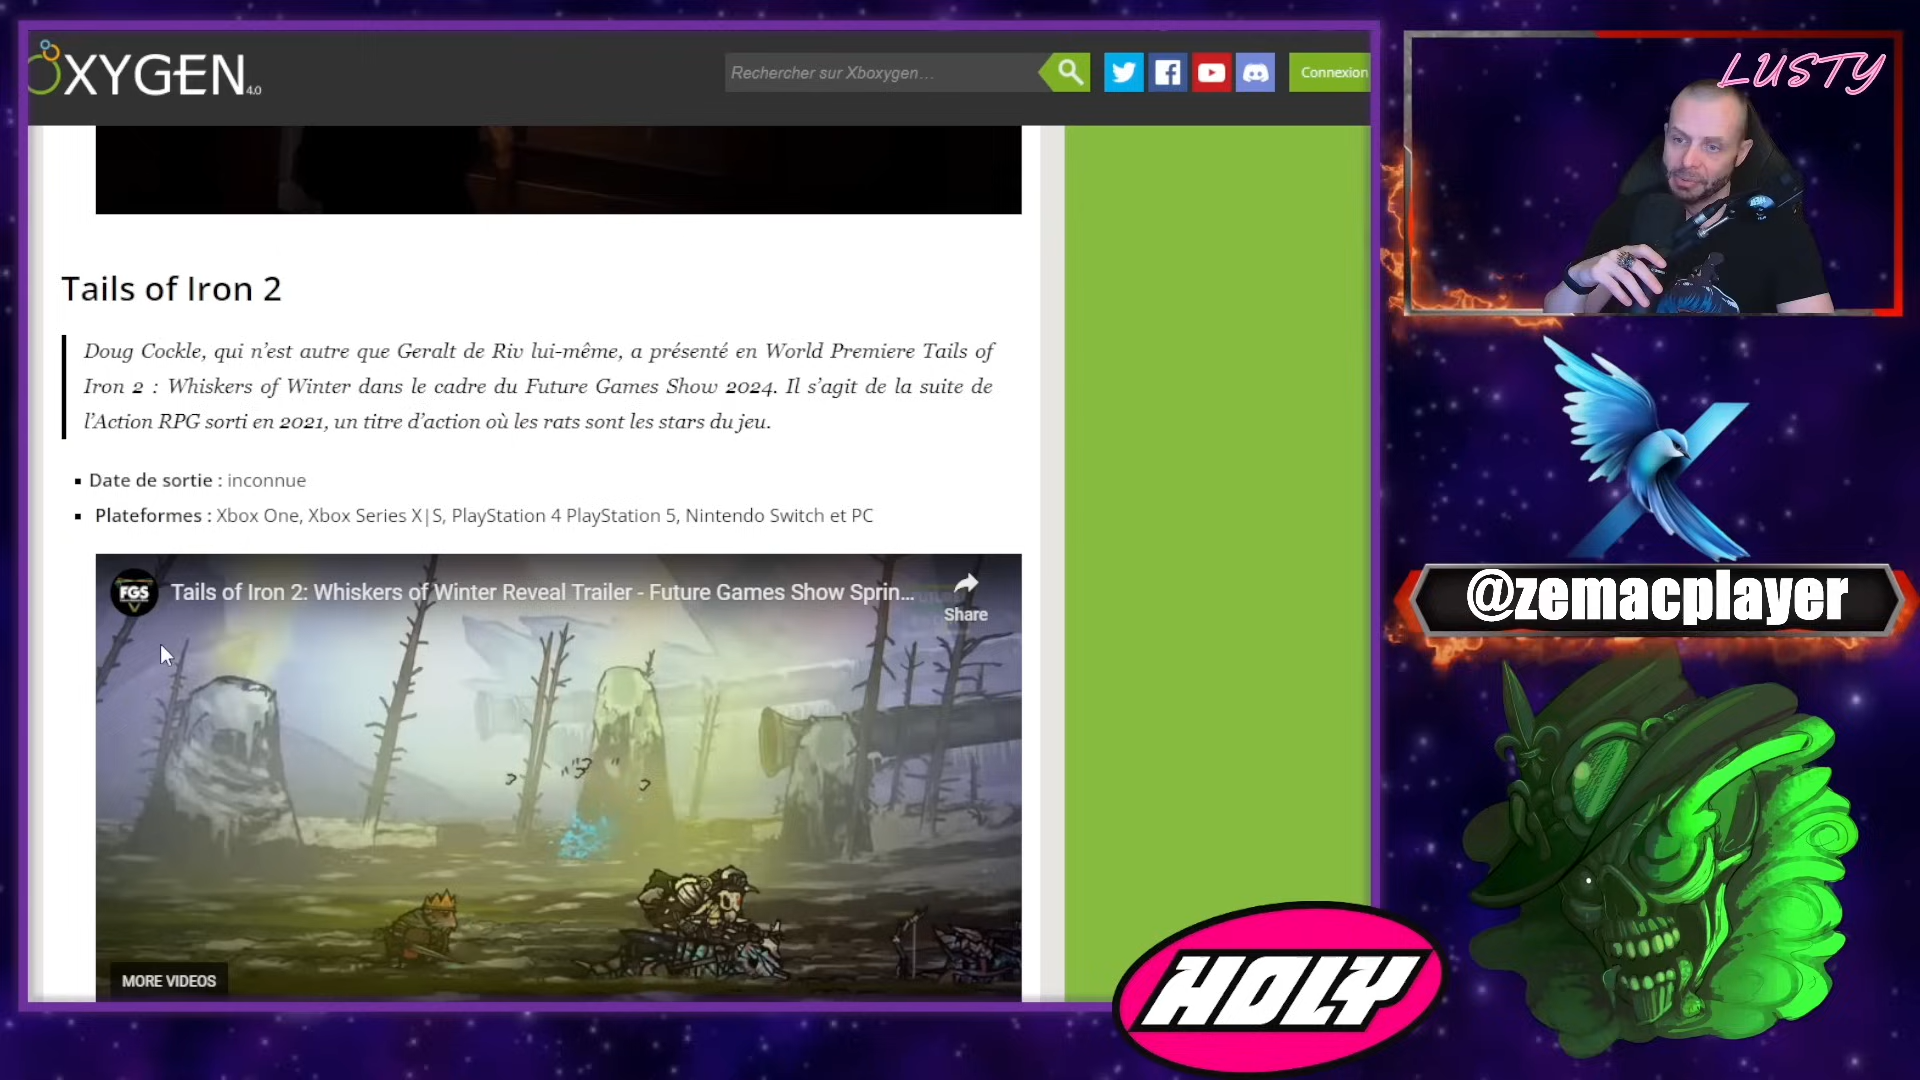 OXYGEN 4.0
Rechercher sur Xboxygen...
Connexion
LUSTY
Tails of Iron 2
Doug Cockle, qui n'est autre que Geralt de Riv lui-même, a présenté en World Premiere Tails of
Iron 2 : Whiskers of Winter dans le cadre du Future Games Show 2024. Il s'agit de la suite de
l'Action RPG sorti en 2021, un titre d'action où les rats sont les stars du jeu.
Date de sortie : inconnue
Plateformes : Xbox One, Xbox Series X|S, PlayStation 4 PlayStation 5, Nintendo Switch et PC
FGS
Tails of Iron 2: Whiskers of Winter Reveal Trailer - Future Games Show Sprin...
Share
@zemacplayer
MORE VIDEOS
HOLY